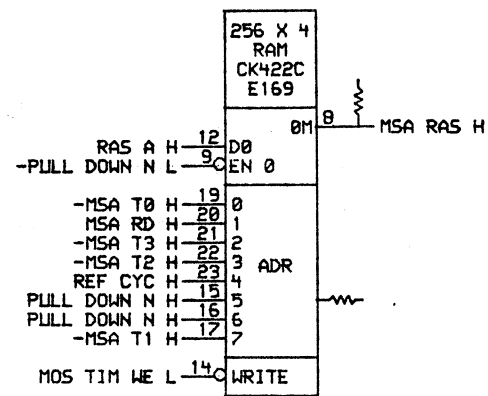 256 X 4
RAM
CK422C
E169
0M 8 MSA RAS H
RAS A H 12 D0
-PULL DOWN N L 9 EN 0
-MSA T0 H 19 0
MSA RD H 20 1
-MSA T3 H 21 2
-MSA T2 H 22 3
ADR
REF CYC H 23 4
PULL DOWN N H 15 5
PULL DOWN N H 16 6
-MSA T1 H 17 7
MOS TIM WE L 14 WRITE